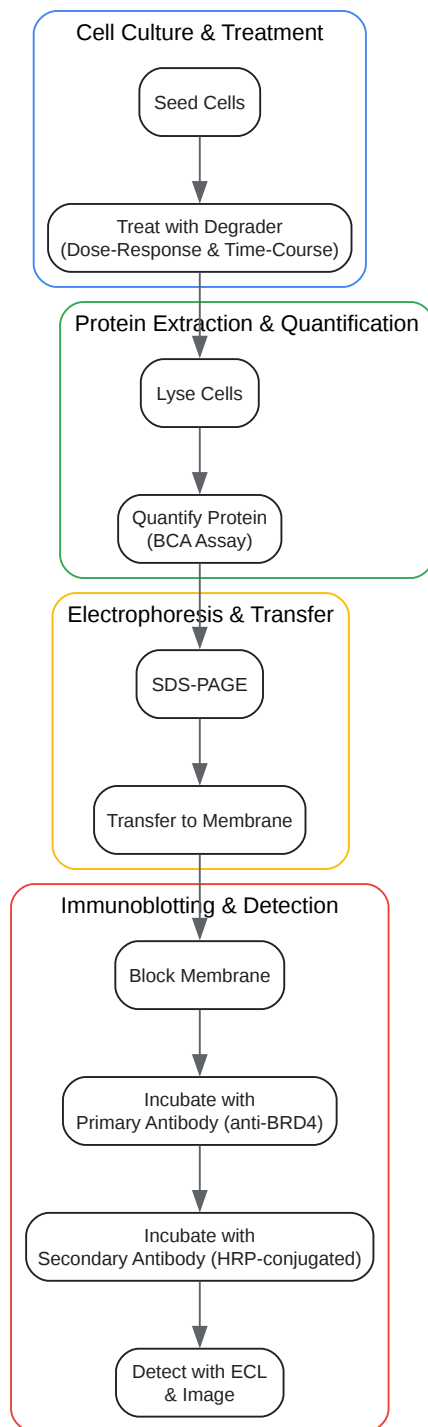 Cell Culture & Treatment
Seed Cells
Treat with Degrader
(Dose-Response & Time-Course)
Protein Extraction & Quantification
Lyse Cells
Quantify Protein
(BCA Assay)
Electrophoresis & Transfer
SDS-PAGE
Transfer to Membrane
Immunoblotting & Detection
Block Membrane
Incubate with
Primary Antibody (anti-BRD4)
Incubate with
Secondary Antibody (HRP-conjugated)
Detect with ECL
& Image